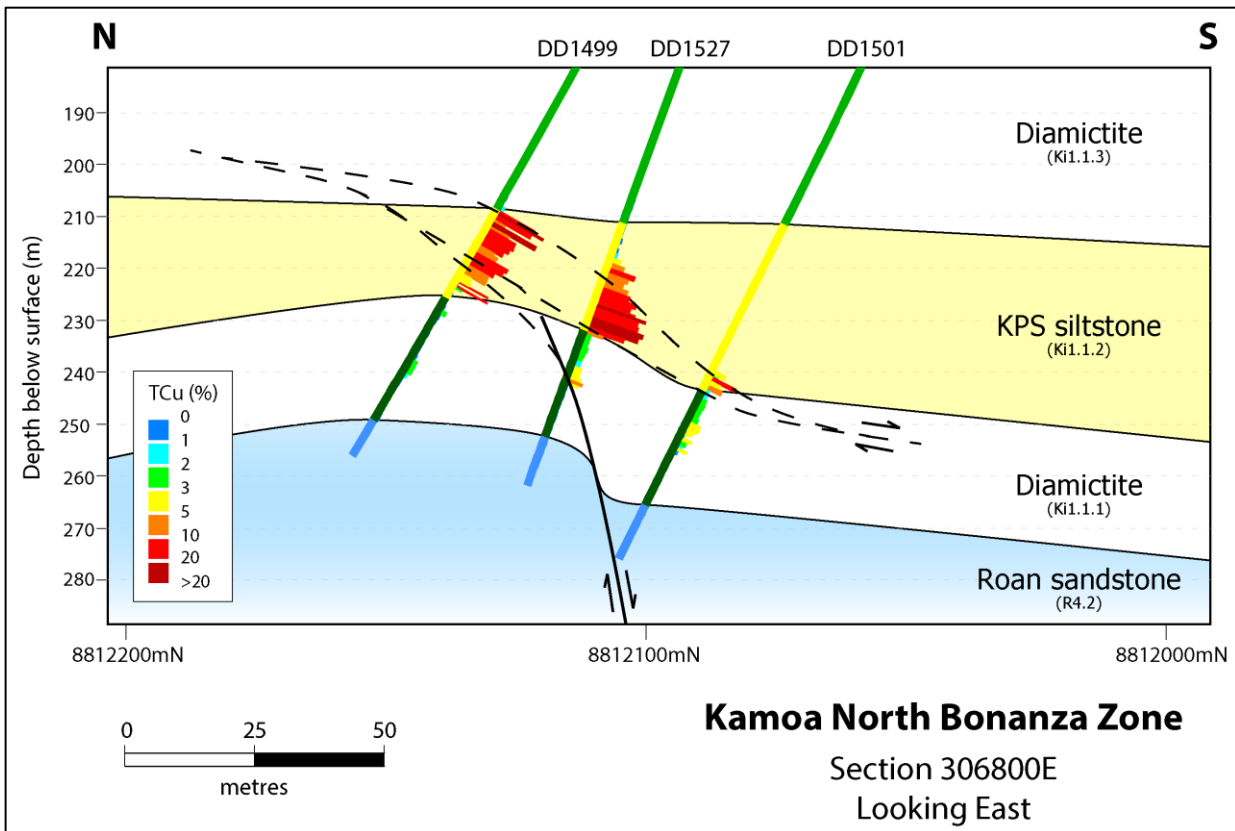 N
S
DD1499
DD1527
DD1501
190
200
210
220
230
240
250
260
270
280
Depth below surface (m)
Diamictite
(Ki1.1.3)
KPS siltstone
(Ki1.1.2)
Diamictite
(Ki1.1.1)
Roan sandstone
(R4.2)
TCu (%)
0
1
2
3
5
10
20
>20
8812200mN
8812100mN
8812000mN
0
25
50
metres
Kamoa North Bonanza Zone
Section 306800E
Looking East